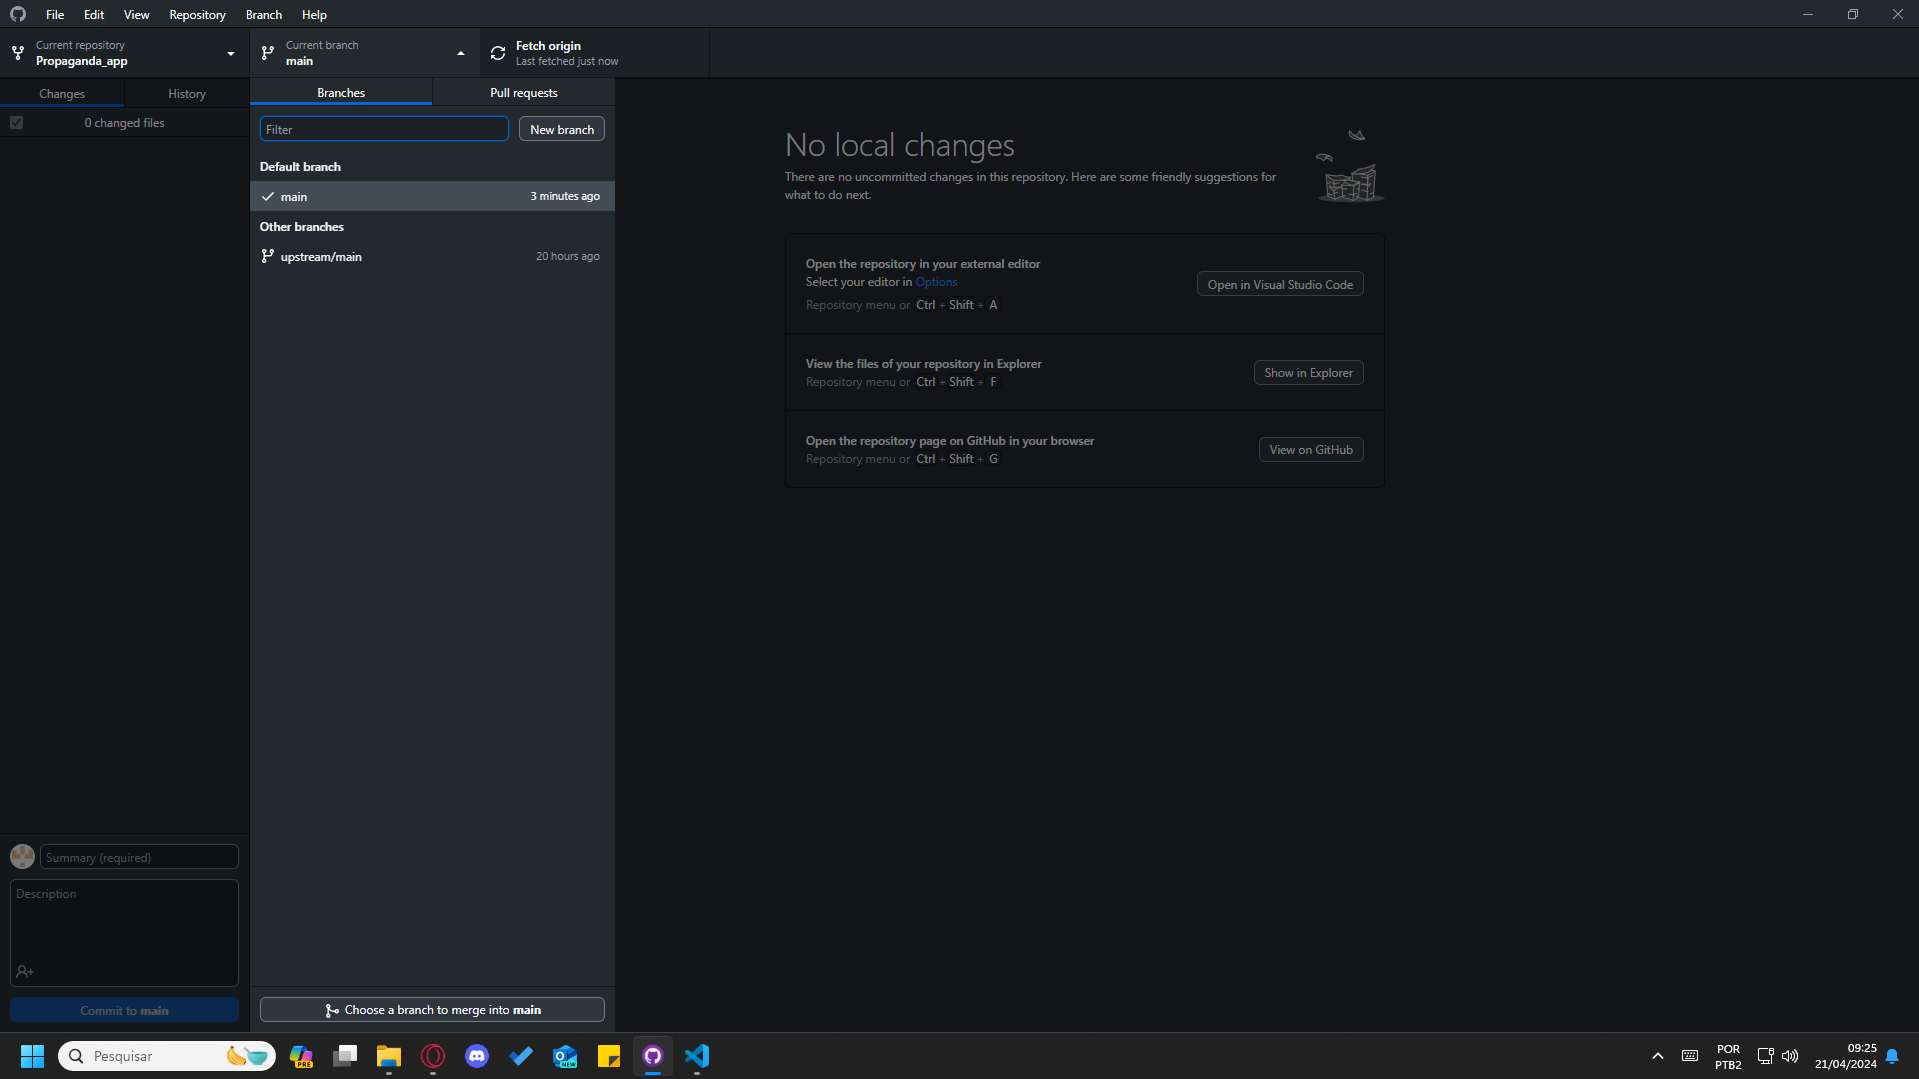 File Edit View Repository Branch Help
Current repository
Propaganda_app
Current branch
main
Fetch origin
Last fetched just now
Changes History
0 changed files
Branches Pull requests
Filter New branch
Default branch
main 3 minutes ago
Other branches
upstream/main 20 hours ago
Choose a branch to merge into main
No local changes
There are no uncommitted changes in this repository. Here are some friendly suggestions for
what to do next.
Open the repository in your external editor
Select your editor in Options
Repository menu or Ctrl + Shift + A
Open in Visual Studio Code
View the files of your repository in Explorer
Repository menu or Ctrl + Shift + F
Show in Explorer
Open the repository page on GitHub in your browser
Repository menu or Ctrl + Shift + G
View on GitHub
Summary (required)
Description
Commit to main
Pesquisar
PRE
NEW
POR
PTB2
09:25
21/04/2024